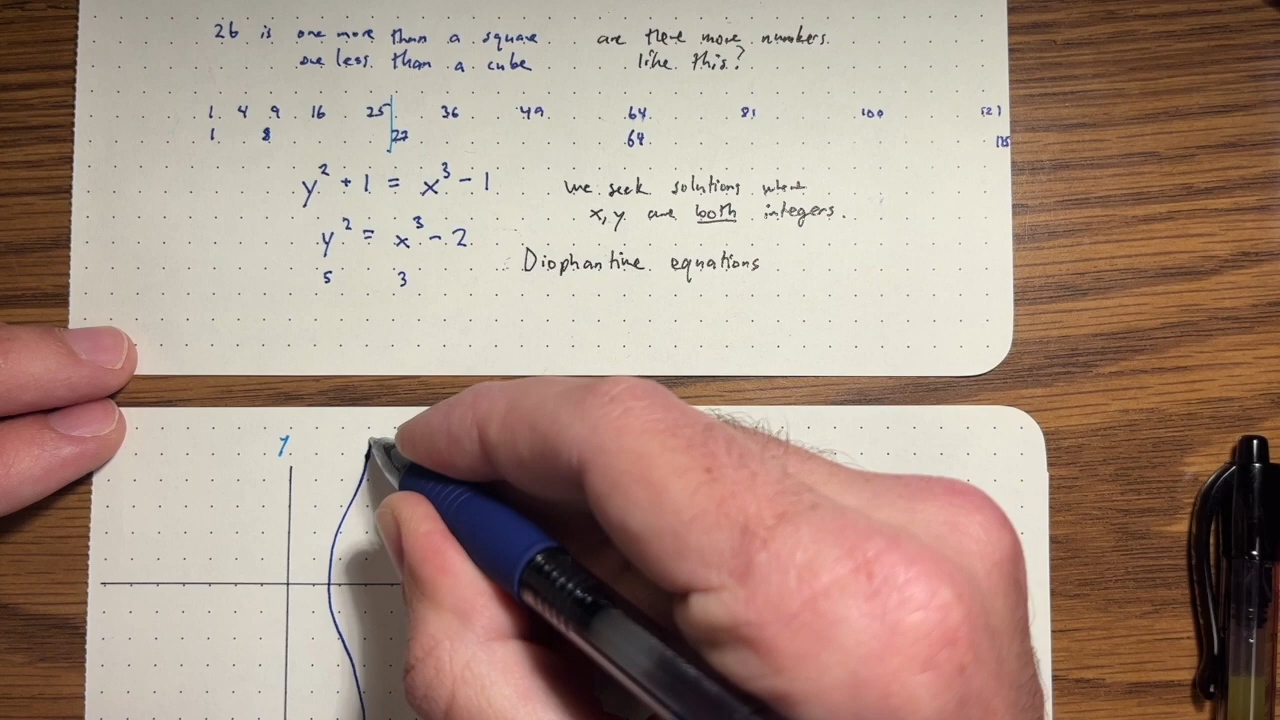 26 is one more than a square are there more numbers
one less than a cube like this?
1 4 9 16 25 36 49 64 81 100 121
1 8 27 64 125
y² + 1 = x³ - 1 we seek solutions where
x, y are both integers.
y² = x³ - 2
Diophantine equations
5 3
y